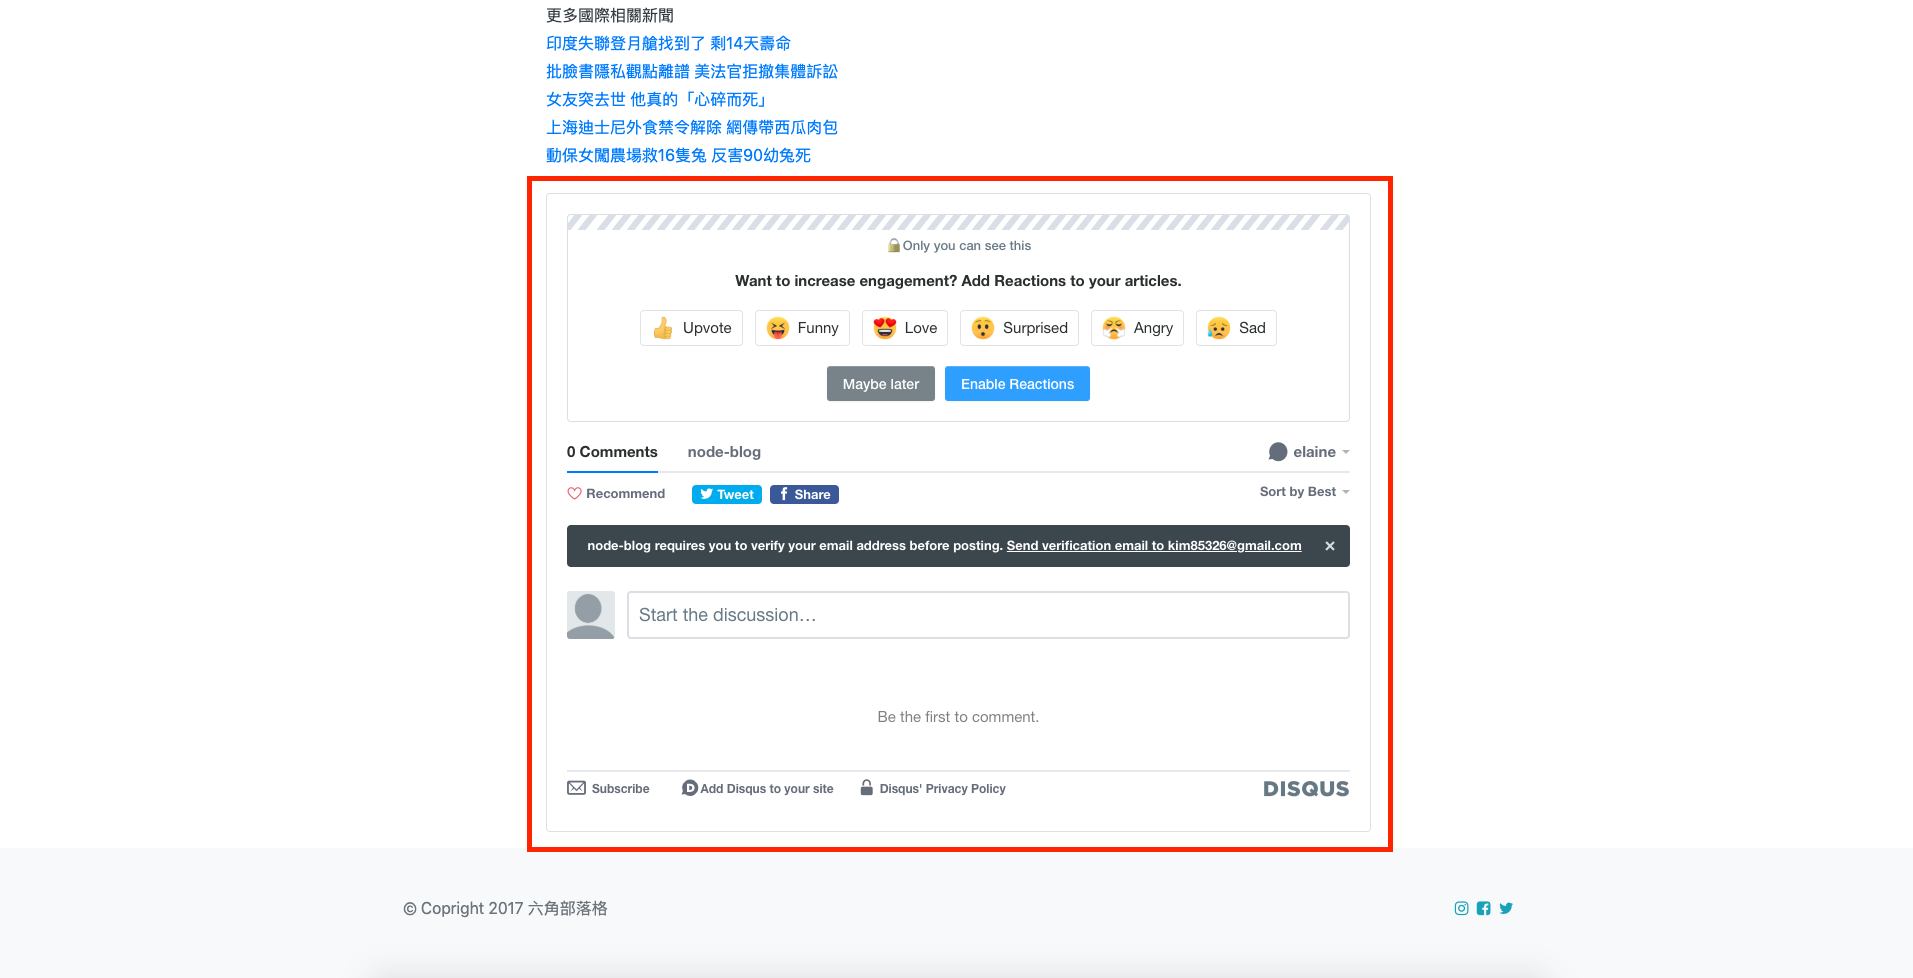 更多國際相關新聞
印度失聯登月艙找到了 剩14天壽命
批臉書隱私觀點離譜 美法官拒撤集體訴訟
女友突去世 他真的「心碎而死」
上海迪士尼外食禁令解除 網傳帶西瓜肉包
動保女闖農場救16隻兔 反害90幼兔死
Only you can see this
Want to increase engagement? Add Reactions to your articles.
Upvote Funny Love Surprised Angry Sad
Maybe later Enable Reactions
0 Comments node-blog elaine
Recommend Tweet Share Sort by Best
node-blog requires you to verify your email address before posting. Send verification email to kim85326@gmail.com ×
Start the discussion…
Be the first to comment.
Subscribe Add Disqus to your site Disqus' Privacy Policy DISQUS
© Copright 2017 六角部落格